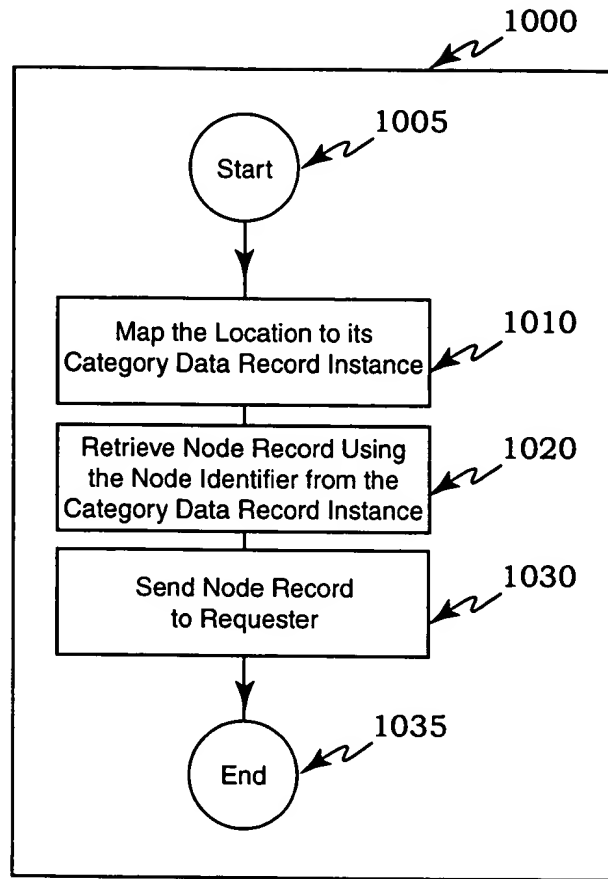 1000
1005
Start
Map the Location to its
Category Data Record Instance
1010
Retrieve Node Record Using
the Node Identifier from the
Category Data Record Instance
1020
Send Node Record
to Requester
1030
1035
End